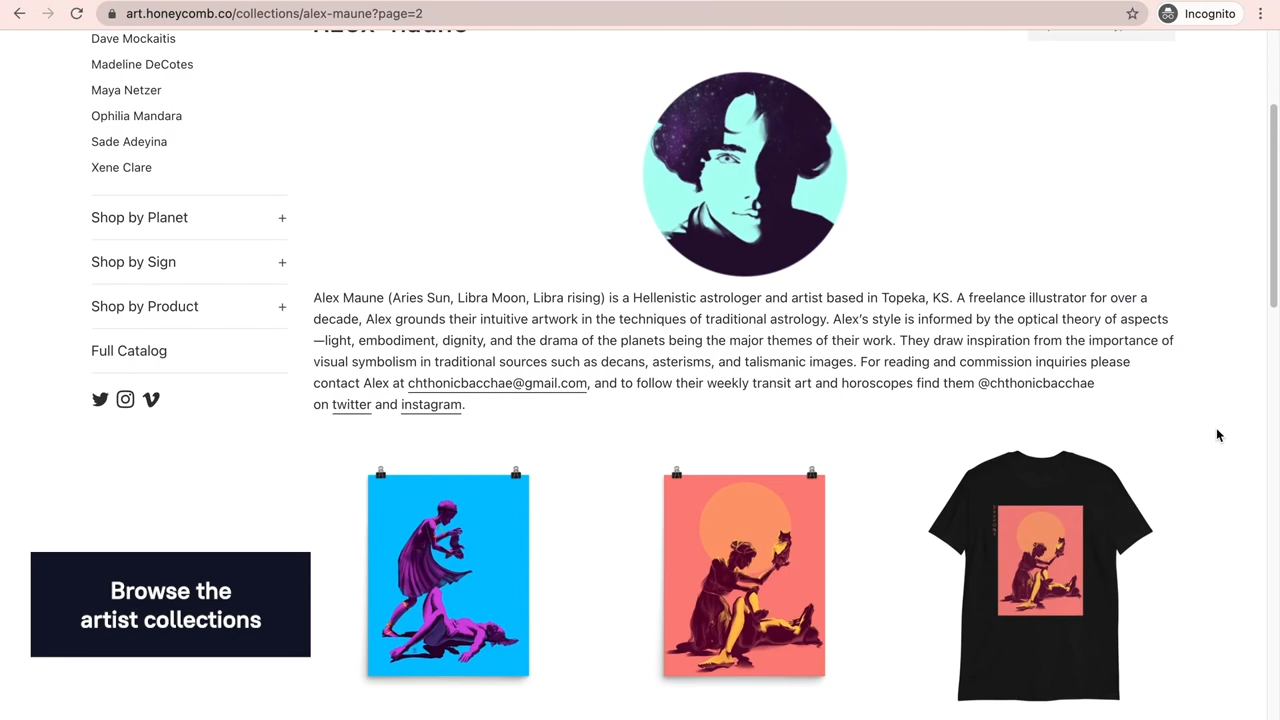 art.honeycomb.co/collections/alex-maune?page=2
Incognito
Dave Mockaitis
Madeline DeCotes
Maya Netzer
Ophilia Mandara
Sade Adeyina
Xene Clare
Shop by Planet +
Shop by Sign +
Shop by Product +
Full Catalog
Alex Maune (Aries Sun, Libra Moon, Libra rising) is a Hellenistic astrologer and artist based in Topeka, KS. A freelance illustrator for over a
decade, Alex grounds their intuitive artwork in the techniques of traditional astrology. Alex’s style is informed by the optical theory of aspects
—light, embodiment, dignity, and the drama of the planets being the major themes of their work. They draw inspiration from the importance of
visual symbolism in traditional sources such as decans, asterisms, and talismanic images. For reading and commission inquiries please
contact Alex at chthonicbacchae@gmail.com, and to follow their weekly transit art and horoscopes find them @chthonicbacchae
on twitter and instagram.
Browse the
artist collections